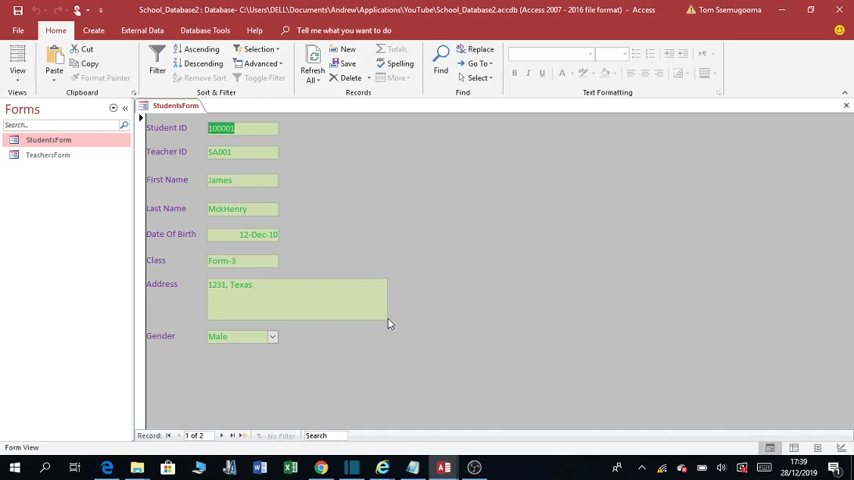 School_Database2 : Database- C:\Users\DELL\Documents\Andrew\Applications\YouTube\School_Database2.accdb (Access 2007 - 2016 file format) - Access
Tom Ssemugooma
File
Home
Create
External Data
Database Tools
Help
Tell me what you want to do
View
Paste
Cut
Copy
Format Painter
Filter
Ascending
Descending
Remove Sort
Selection
Advanced
Toggle Filter
Refresh All
New
Save
Delete
Totals
Spelling
More
Find
Replace
Go To
Select
B I U
Views
Clipboard
Sort & Filter
Records
Find
Text Formatting
Forms
Search...
StudentsForm
TeachersForm
StudentsForm
Student ID 100001
Teacher ID SA001
First Name James
Last Name MckHenry
Date Of Birth 12-Dec-10
Class Form-3
Address 1231, Texas
Gender Male
Record: 1 of 2 No Filter Search
Form View
17:39
28/12/2019